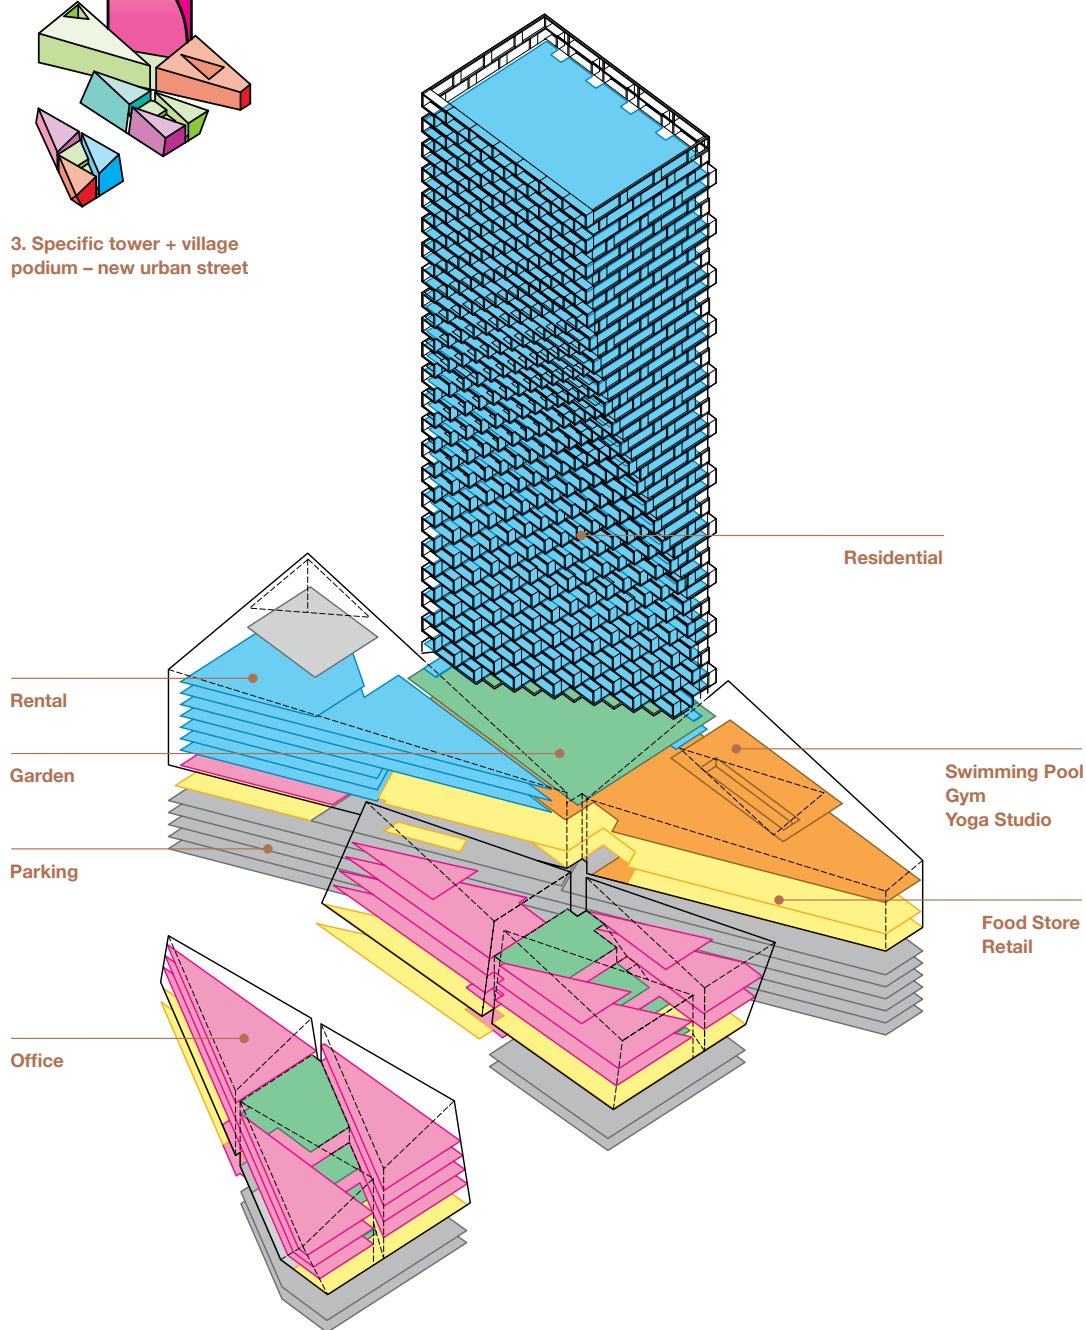 3. Specific tower + village
podium – new urban street
Residential
Rental
Garden
Swimming Pool
Gym
Yoga Studio
Parking
Food Store
Retail
Office